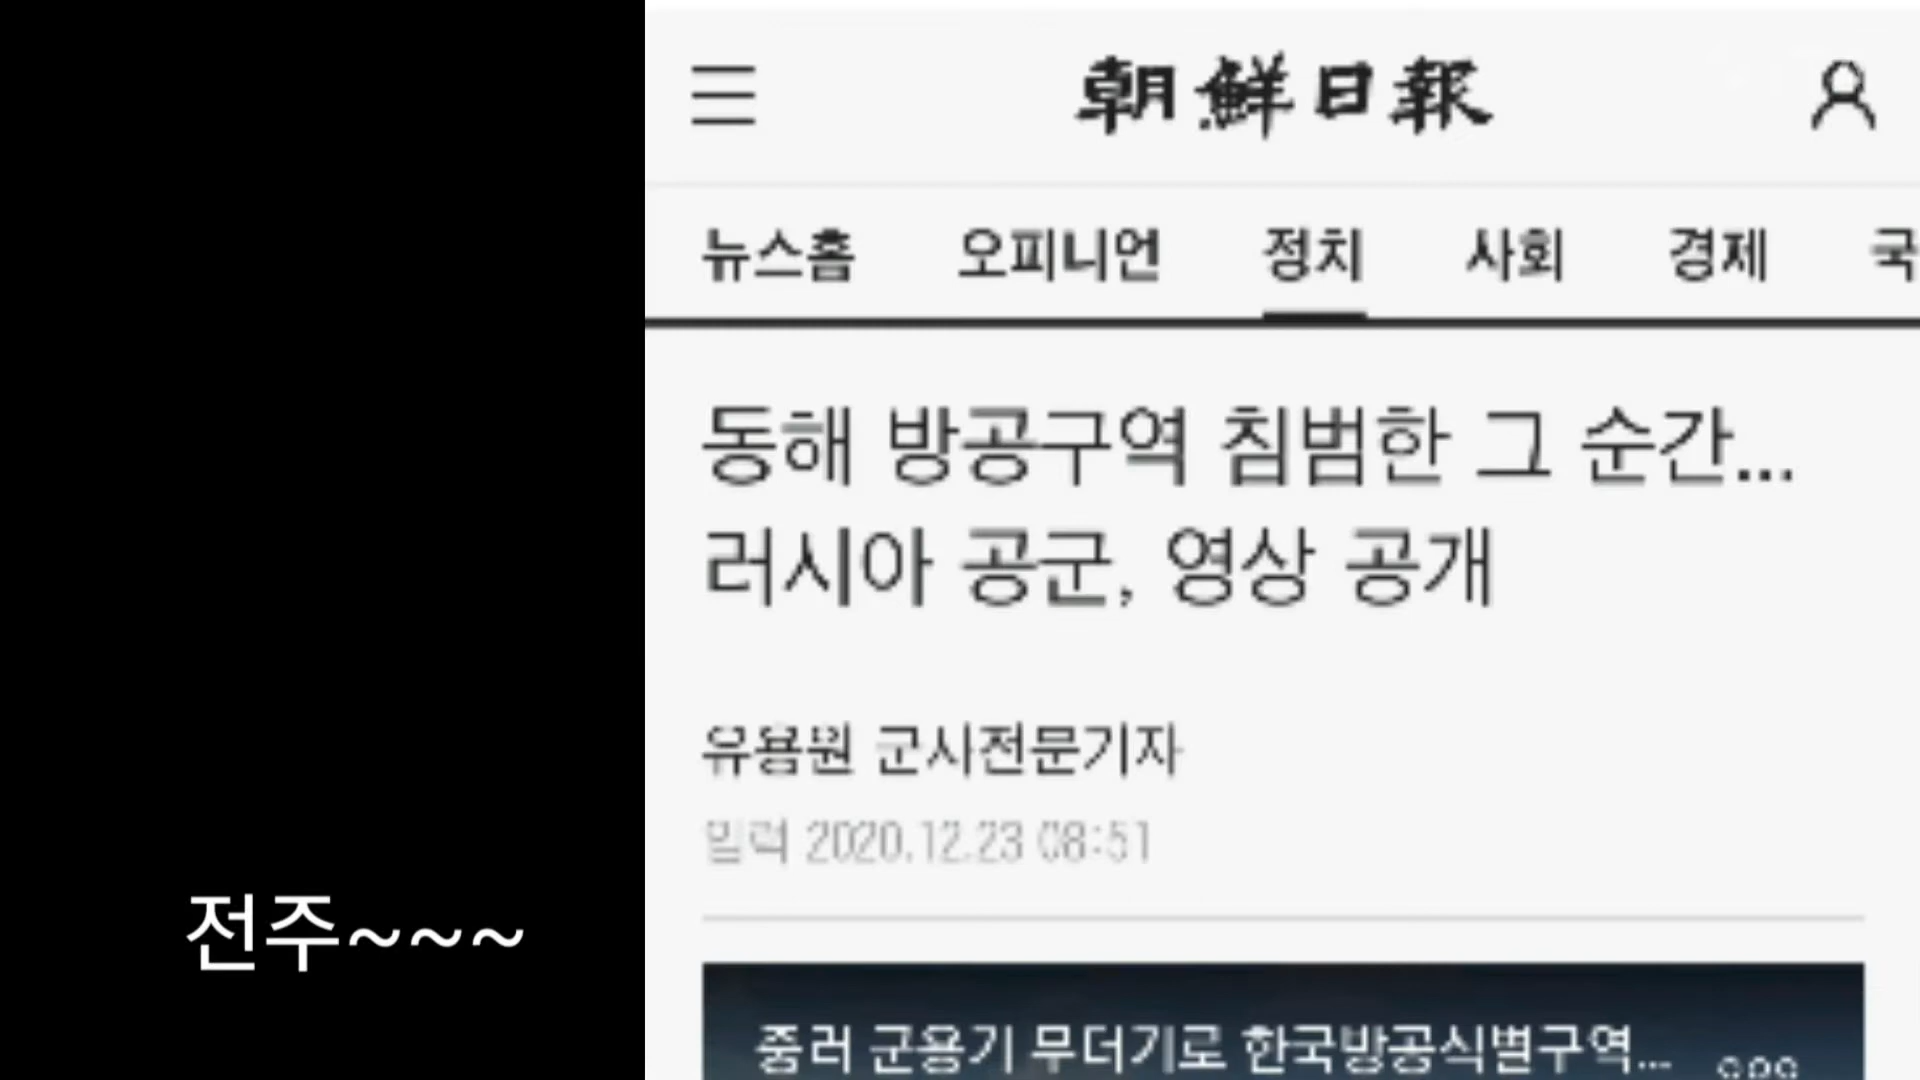 朝鮮日報
뉴스홈 오피니언 정치 사회 경제 국
동해 방공구역 침범한 그 순간...
러시아 공군, 영상 공개
유용원 군사전문기자
입력 2020.12.23 08:51
전주~~~
중러 군용기 무더기로 한국방공식별구역...